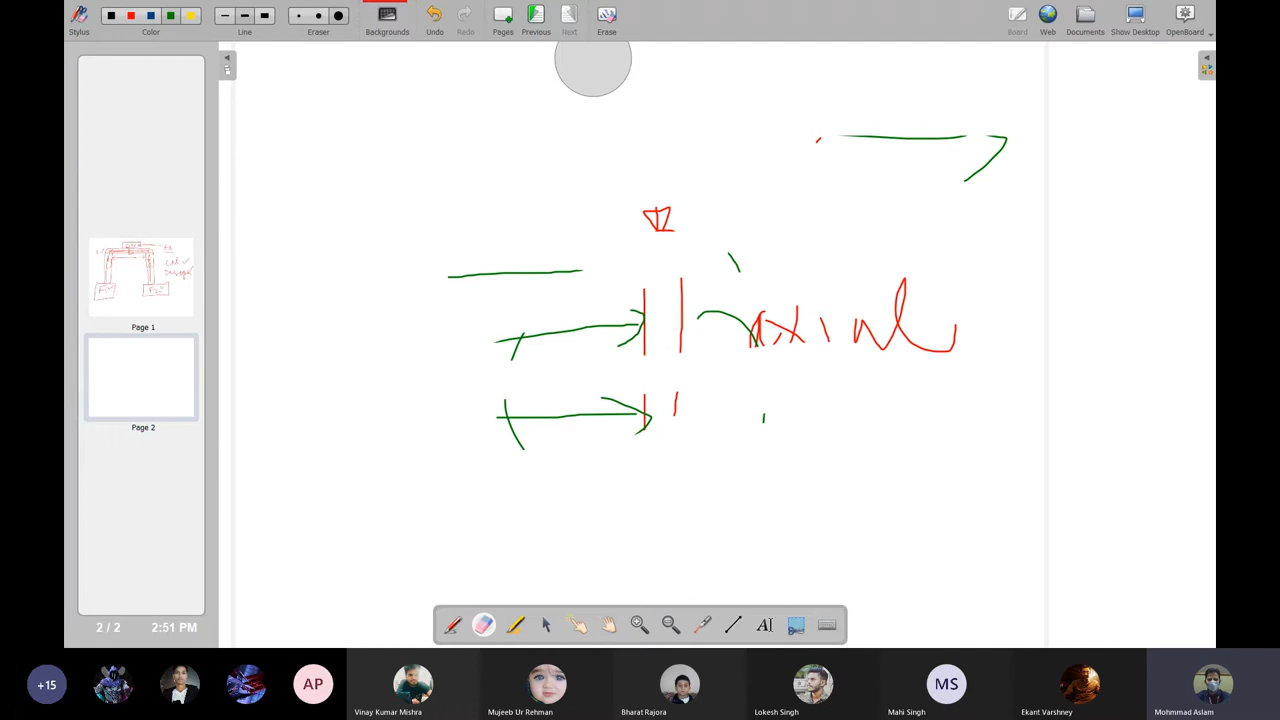 Stylus Color Line Eraser Backgrounds Undo Redo Pages Previous Next Erase Board Web Documents Show Desktop OpenBoard
axial
Page 1
Page 2
2 / 2 2:51 PM
+15 AP MS
Vinay Kumar Mishra Mujeeb Ur Rehman Bharat Rajora Lokesh Singh Mahi Singh Ekant Varshney Mohmmad Aslam